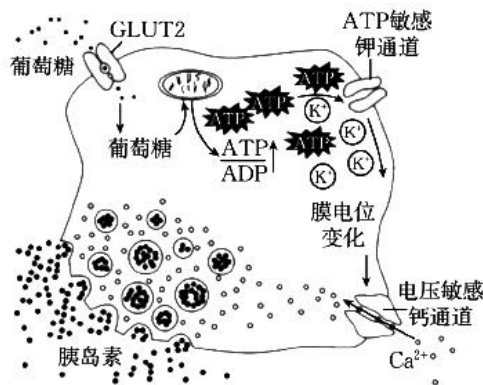 GLUT2
ATP敏感
钾通道
葡萄糖
ATP
ATP
ATP
K⁺
葡萄糖
ATP
ADP
ATP
K⁺
K⁺
K⁺
膜电位
变化
电压敏感
钙通道
胰岛素
Ca²⁺